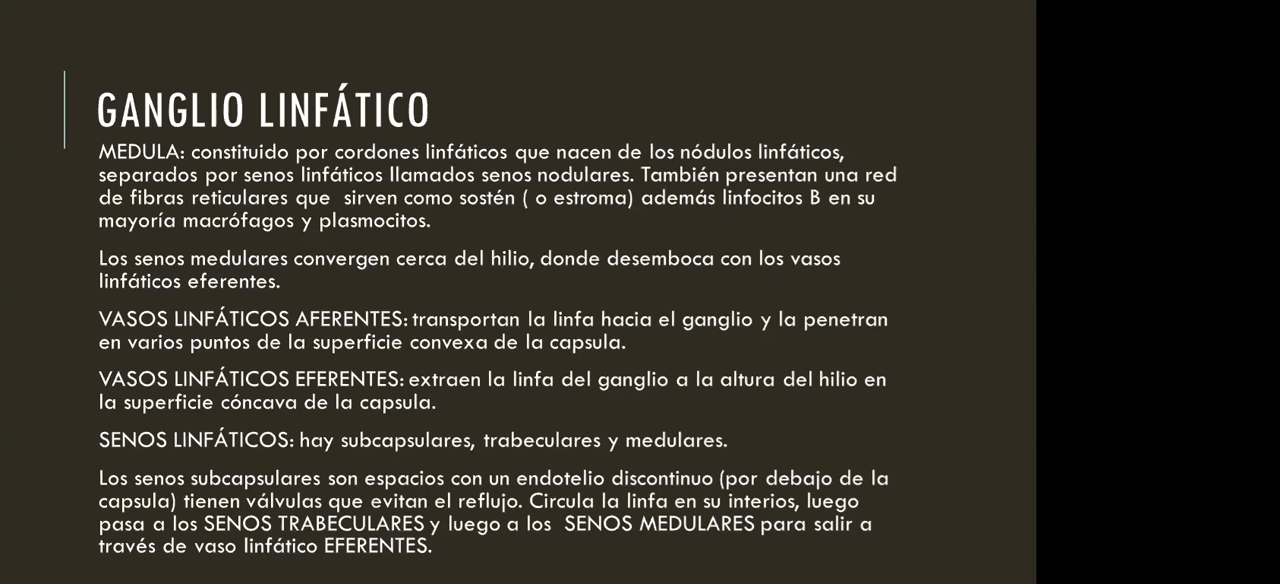 GANGLIO LINFÁTICO
MEDULA: constituido por cordones linfáticos que nacen de los nódulos linfáticos,
separados por senos linfáticos llamados senos nodulares. También presentan una red
de fibras reticulares que  sirven como sostén ( o estroma) además linfocitos B en su
mayoría macrófagos y plasmocitos.
Los senos medulares convergen cerca del hilio, donde desemboca con los vasos
linfáticos eferentes.
VASOS LINFÁTICOS AFERENTES: transportan la linfa hacia el ganglio y la penetran
en varios puntos de la superficie convexa de la capsula.
VASOS LINFÁTICOS EFERENTES: extraen la linfa del ganglio a la altura del hilio en
la superficie cóncava de la capsula.
SENOS LINFÁTICOS: hay subcapsulares, trabeculares y medulares.
Los senos subcapsulares son espacios con un endotelio discontinuo (por debajo de la
capsula) tienen válvulas que evitan el reflujo. Circula la linfa en su interios, luego
pasa a los SENOS TRABECULARES y luego a los  SENOS MEDULARES para salir a
través de vaso linfático EFERENTES.